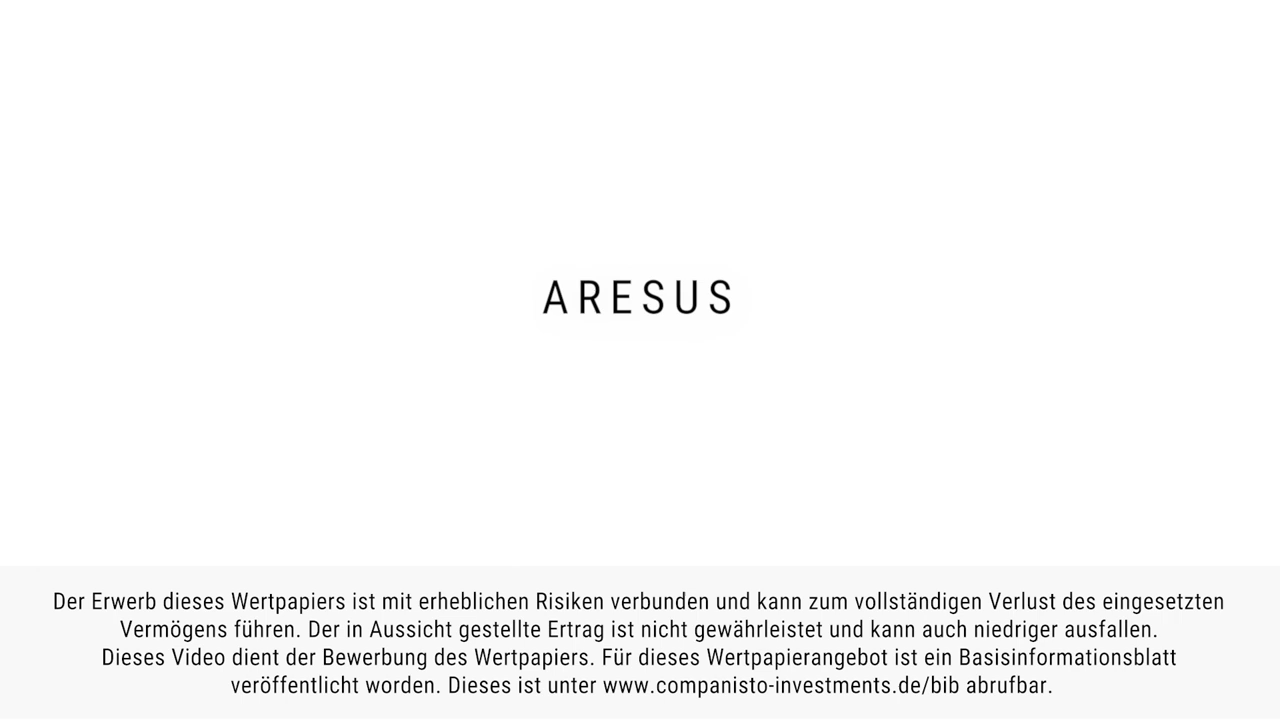 ARESUS
Der Erwerb dieses Wertpapiers ist mit erheblichen Risiken verbunden und kann zum vollständigen Verlust des eingesetzten
Vermögens führen. Der in Aussicht gestellte Ertrag ist nicht gewährleistet und kann auch niedriger ausfallen.
Dieses Video dient der Bewerbung des Wertpapiers. Für dieses Wertpapierangebot ist ein Basisinformationsblatt
veröffentlicht worden. Dieses ist unter www.companisto-investments.de/bib abrufbar.